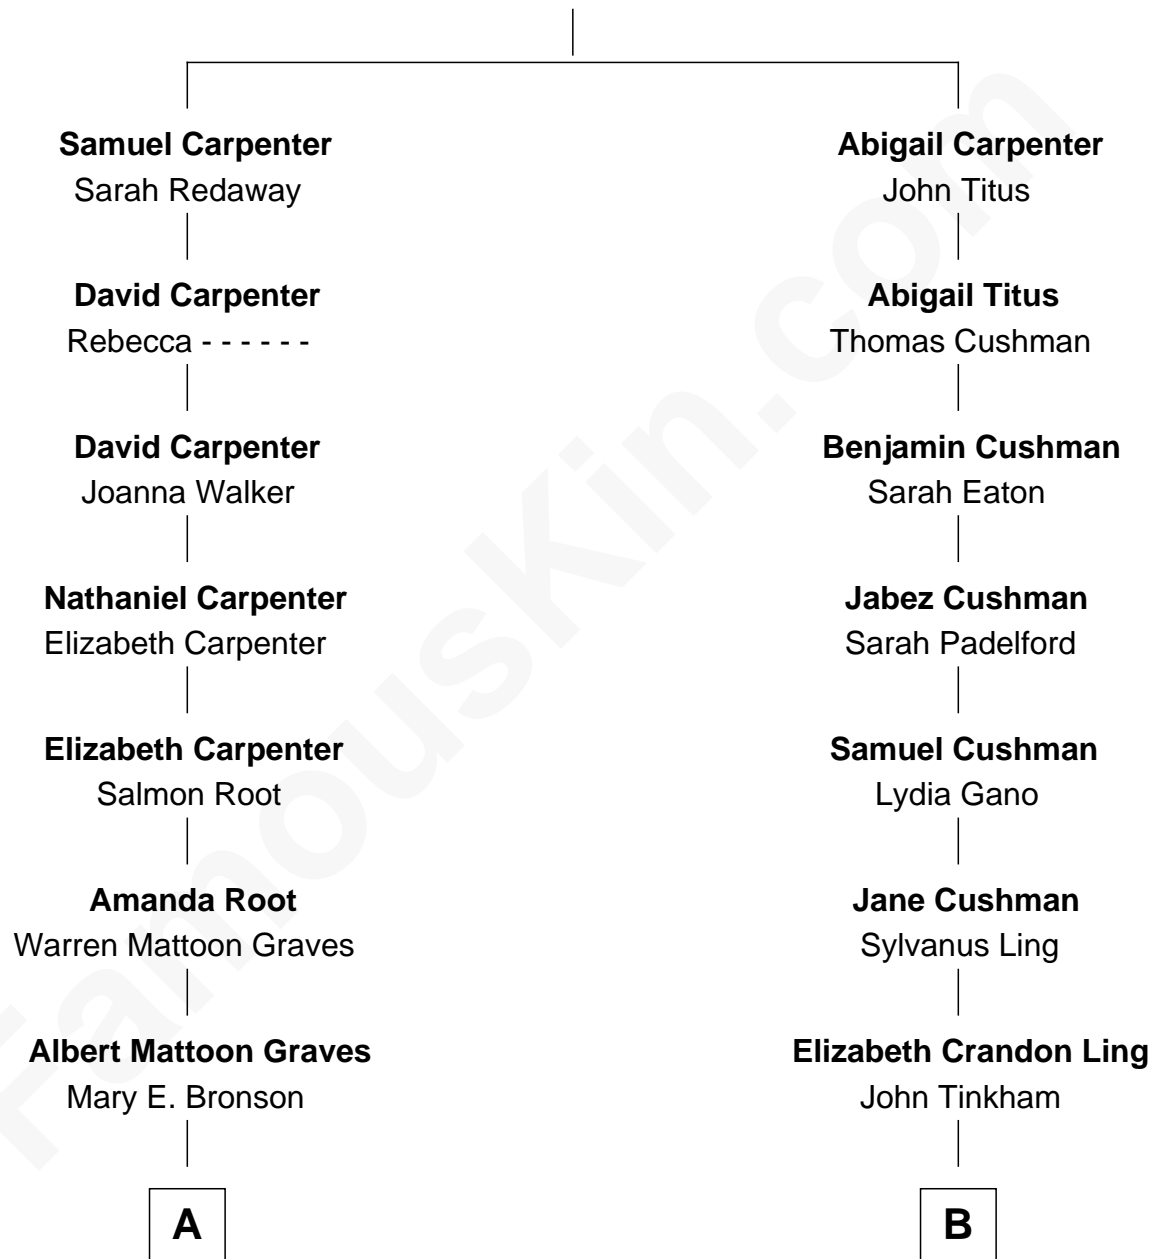 Samuel Carpenter
Sarah Redaway
Abigail Carpenter
John Titus
David Carpenter
Rebecca - - - - - -
Abigail Titus
Thomas Cushman
David Carpenter
Joanna Walker
Benjamin Cushman
Sarah Eaton
Nathaniel Carpenter
Elizabeth Carpenter
Jabez Cushman
Sarah Padelford
Elizabeth Carpenter
Salmon Root
Samuel Cushman
Lydia Gano
Amanda Root
Warren Mattoon Graves
Jane Cushman
Sylvanus Ling
Albert Mattoon Graves
Mary E. Bronson
Elizabeth Crandon Ling
John Tinkham
A
B
FamousKin.com